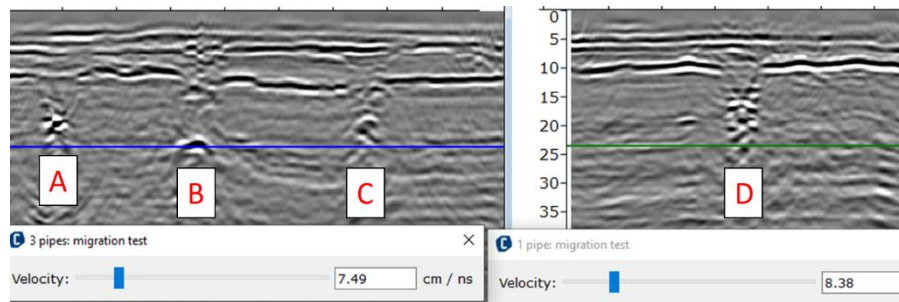 0
5
10
15
20
25
30
35
A
B
C
D
3 pipes: migration test
Velocity: 7.49 cm / ns
1 pipe: migration test
Velocity: 8.38